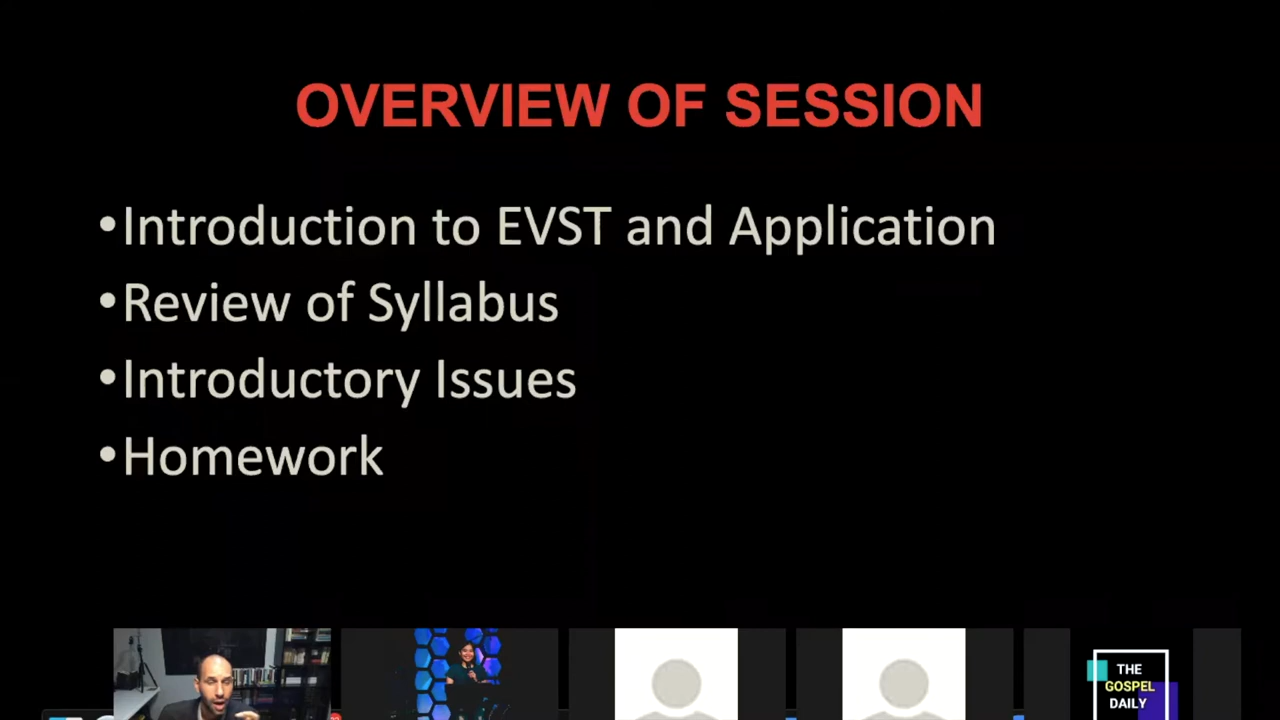 OVERVIEW OF SESSION
•Introduction to EVST and Application
•Review of Syllabus
•Introductory Issues
•Homework
THE
GOSPEL
DAILY